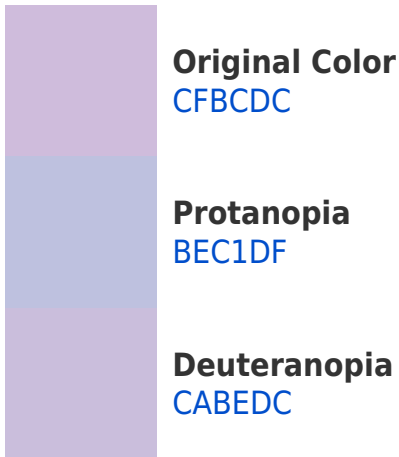 Original Color
CFBCDC
Protanopia
BEC1DF
Deuteranopia
CABEDC